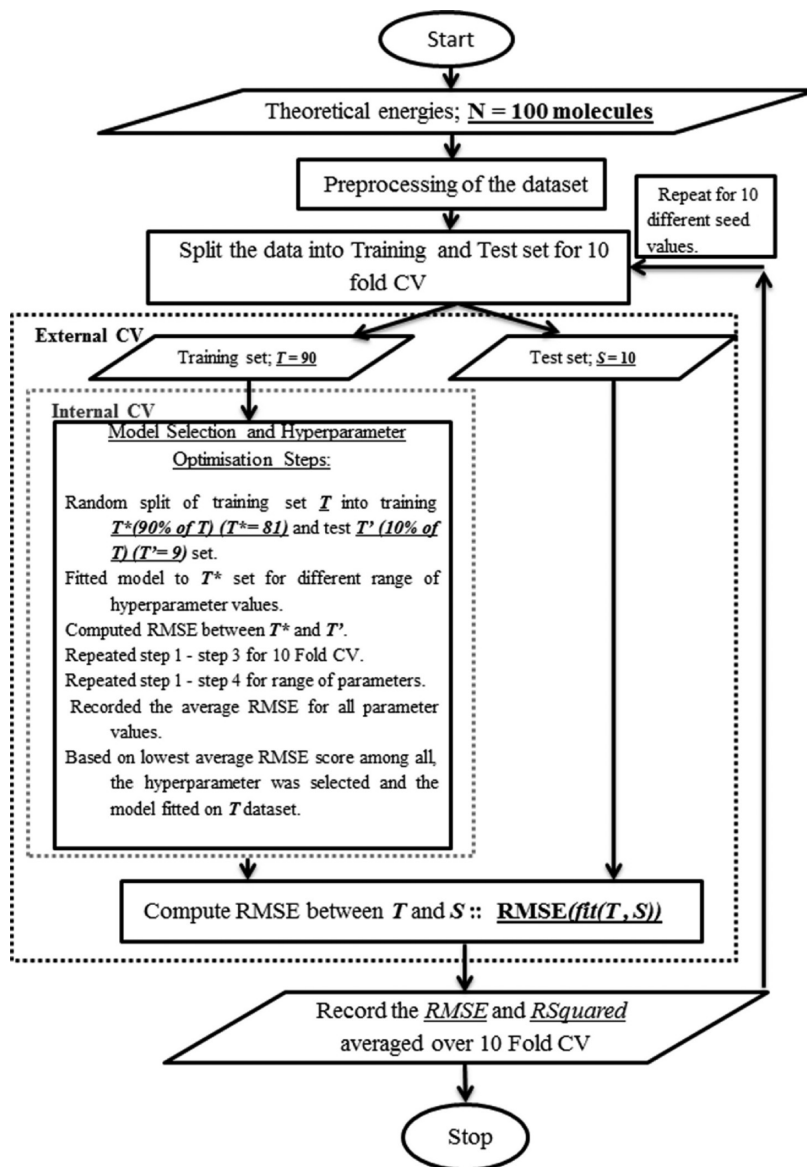 Start
Theoretical energies; N = 100 molecules
Preprocessing of the dataset
Repeat for 10
different seed
values.
Split the data into Training and Test set for 10
fold CV
External CV
Training set; T = 90
Test set; S = 10
Internal CV
Model Selection and Hyperparameter
Optimisation Steps:
Random split of training set T into training
T*(90% of T) (T*= 81) and test T' (10% of
T) (T'= 9) set.
Fitted model to T* set for different range of
hyperparameter values.
Computed RMSE between T* and T'.
Repeated step 1 - step 3 for 10 Fold CV.
Repeated step 1 - step 4 for range of parameters.
Recorded the average RMSE for all parameter
values.
Based on lowest average RMSE score among all,
the hyperparameter was selected and the
model fitted on T dataset.
Compute RMSE between T and S :: RMSE(fit(T , S))
Record the RMSE and RSquared
averaged over 10 Fold CV
Stop